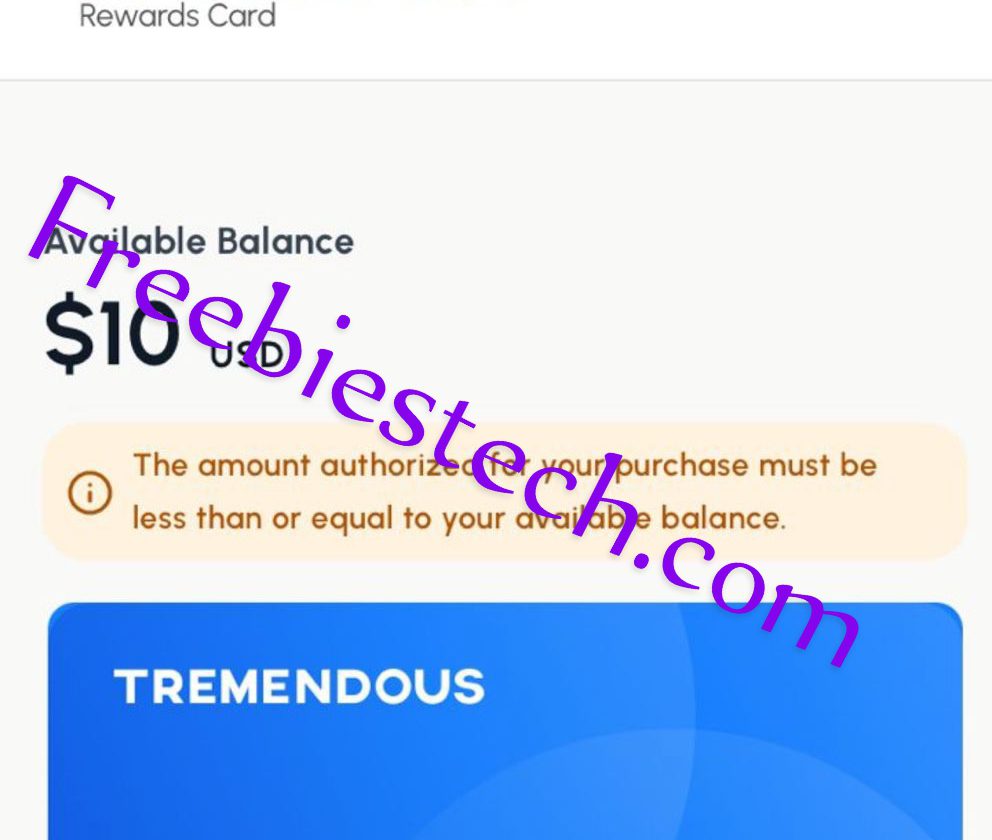 Rewards Card
Available Balance
$10 USD
The amount authorized for your purchase must be
less than or equal to your available balance.
TREMENDOUS
Freebiestech.com